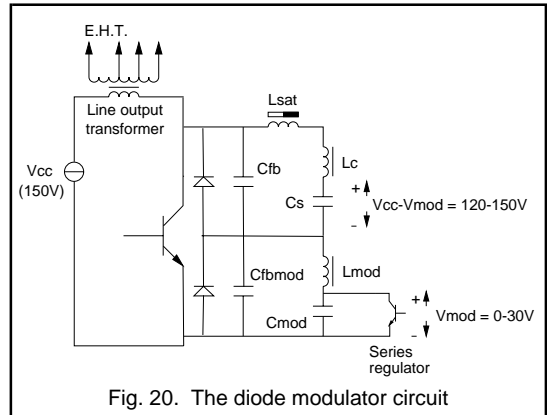 E.H.T.
Line output
transformer
Vcc
(150V)
Lsat
Cfb
Lc
Cs
+
Vcc-Vmod = 120-150V
-
Cfbmod
Lmod
Cmod
+
Vmod = 0-30V
-
Series
regulator
Fig. 20. The diode modulator circuit